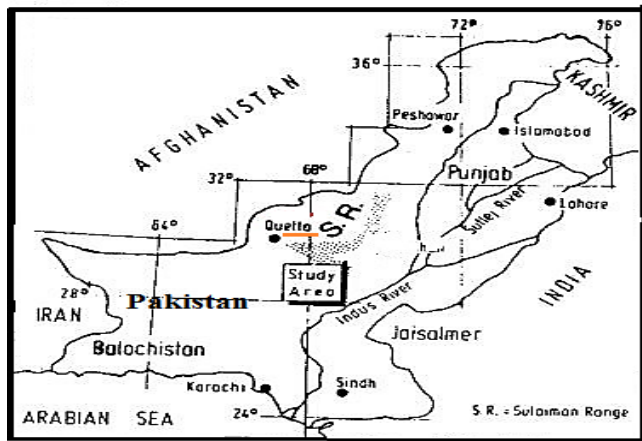 72°
96°
36°
KASHMIR
AFGHANISTAN
Peshawar
Islamabad
68°
32°
Punjab
S.R.
Lahore
Sutlej River
Quetta
64°
Study
Area
INDIA
28°
Pakistan
Indus River
IRAN
Jaisalmer
Balochistan
Karachi
Sindh
24°
ARABIAN SEA
S.R. = Sulaiman Range